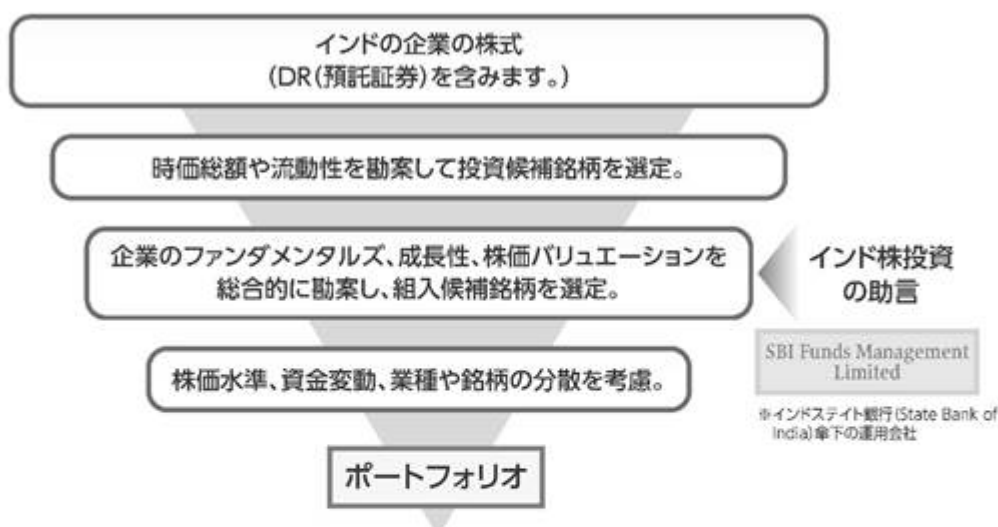 インドの企業の株式
(DR(預託証券)を含みます。)
時価総額や流動性を勘案して投資候補銘柄を選定。
企業のファンダメンタルズ、成長性、株価バリュエーションを
総合的に勘案し、組入候補銘柄を選定。
インド株投資
の助言
SBI Funds Management
Limited
※インドステイト銀行(State Bank of
India)傘下の運用会社
株価水準、資金変動、業種や銘柄の分散を考慮。
ポートフォリオ